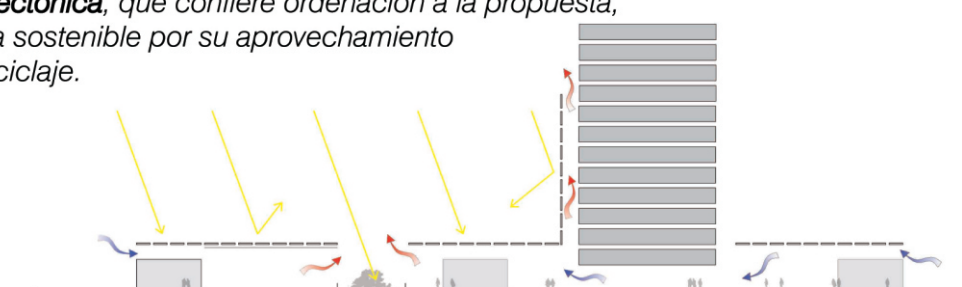 ectónica, que confiere ordenación a la propuesta,
a sostenible por su aprovechamiento
ciclaje.